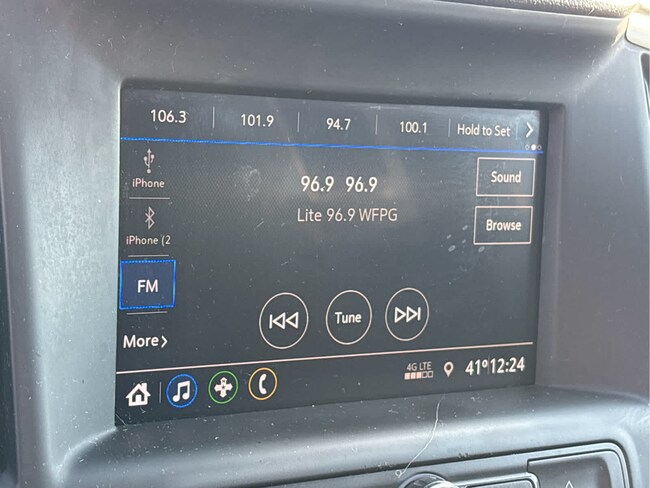 106.3 101.9 94.7 100.1 Hold to Set
iPhone
96.9 96.9
Sound
Lite 96.9 WFPG
iPhone (2
Browse
FM
Tune
More
4G LTE
41° 12:24